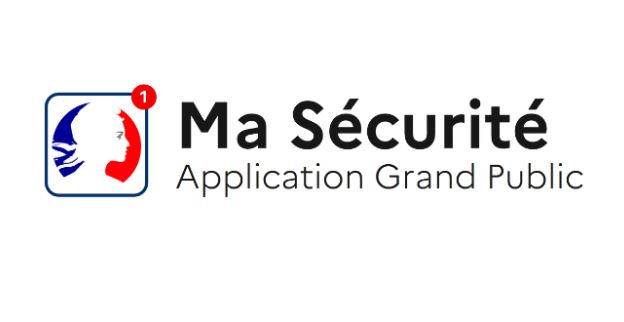 1
Ma Sécurité
Application Grand Public